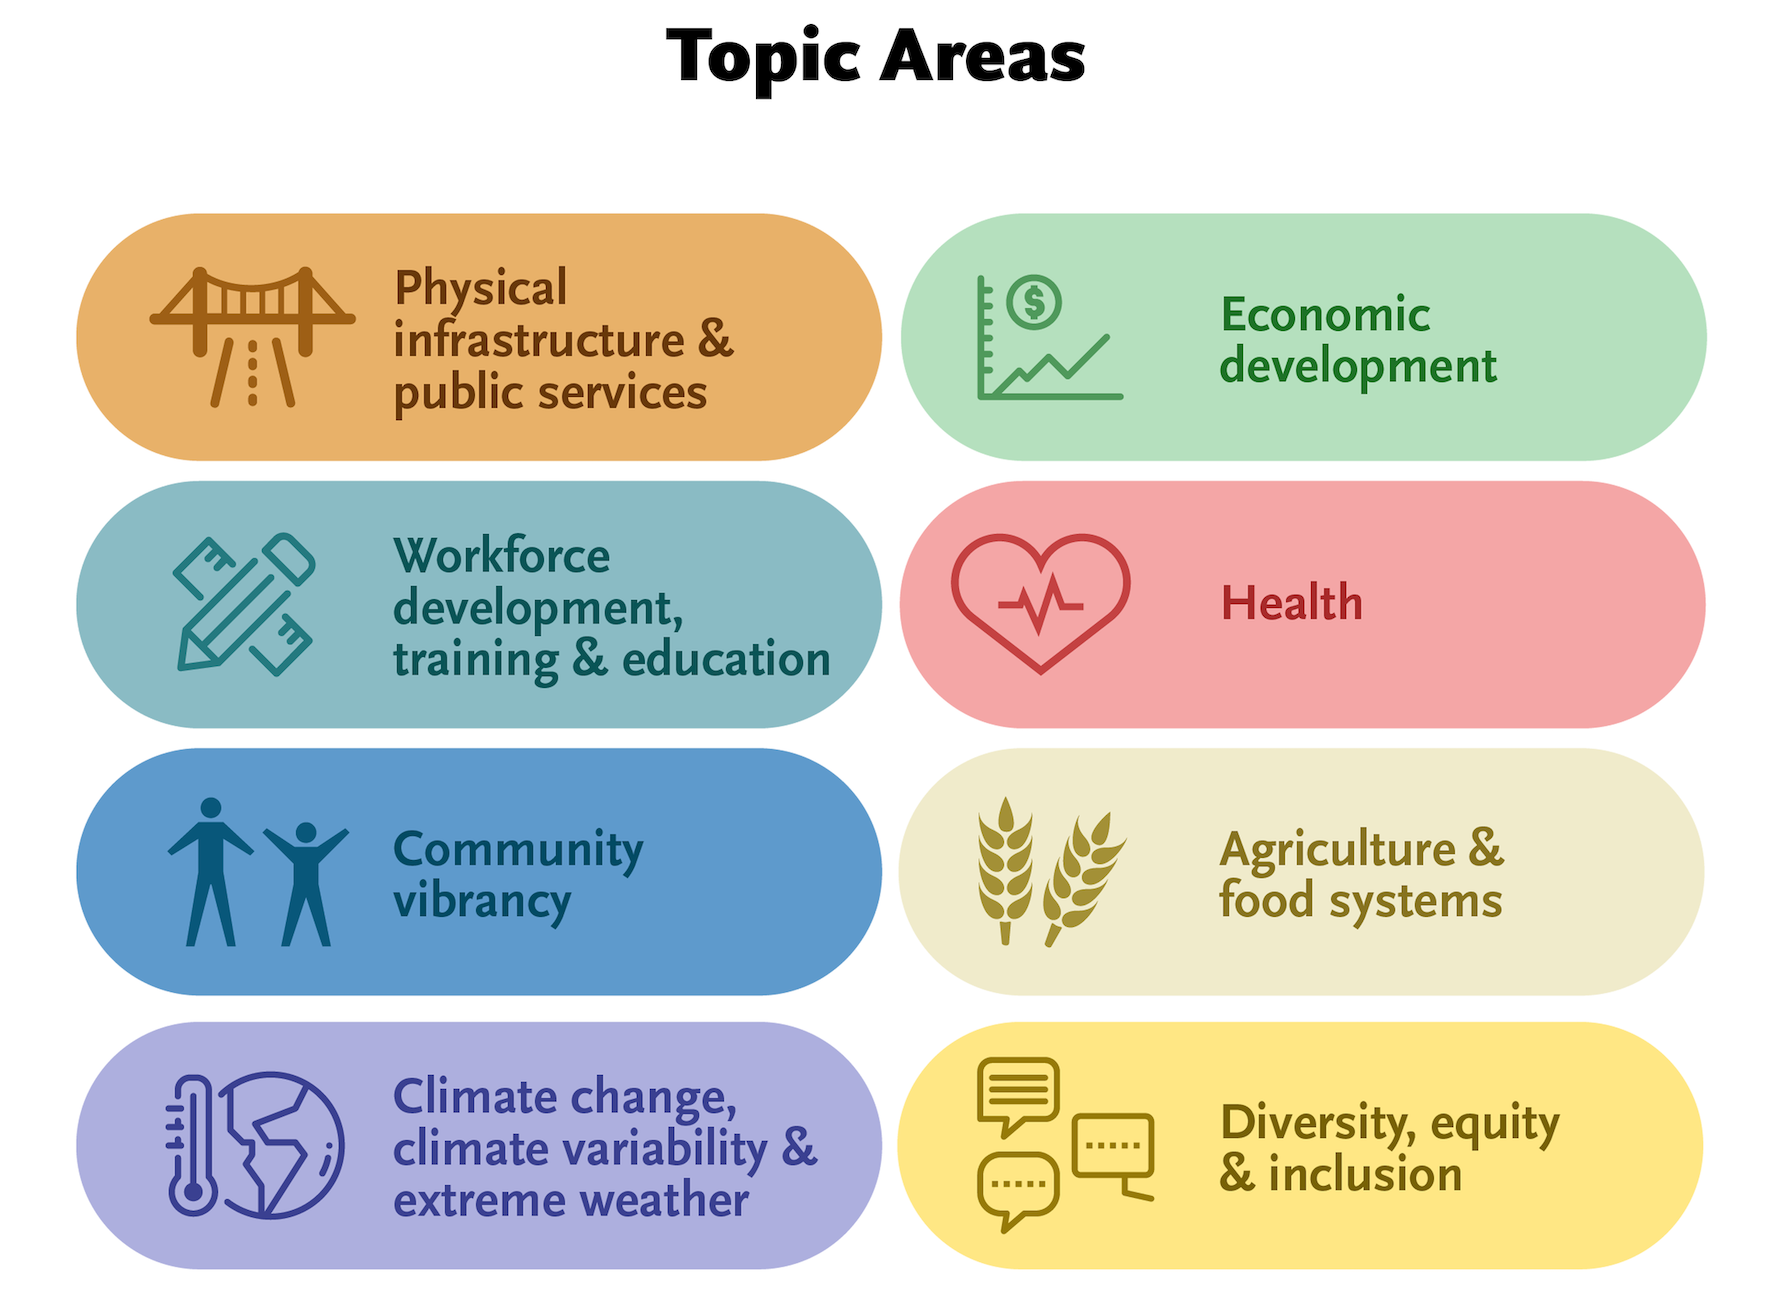 Topic Areas
Physical
infrastructure &
public services
Economic
development
Workforce
development,
training & education
Health
Community
vibrancy
Agriculture &
food systems
Climate change,
climate variability &
extreme weather
Diversity, equity
& inclusion
$